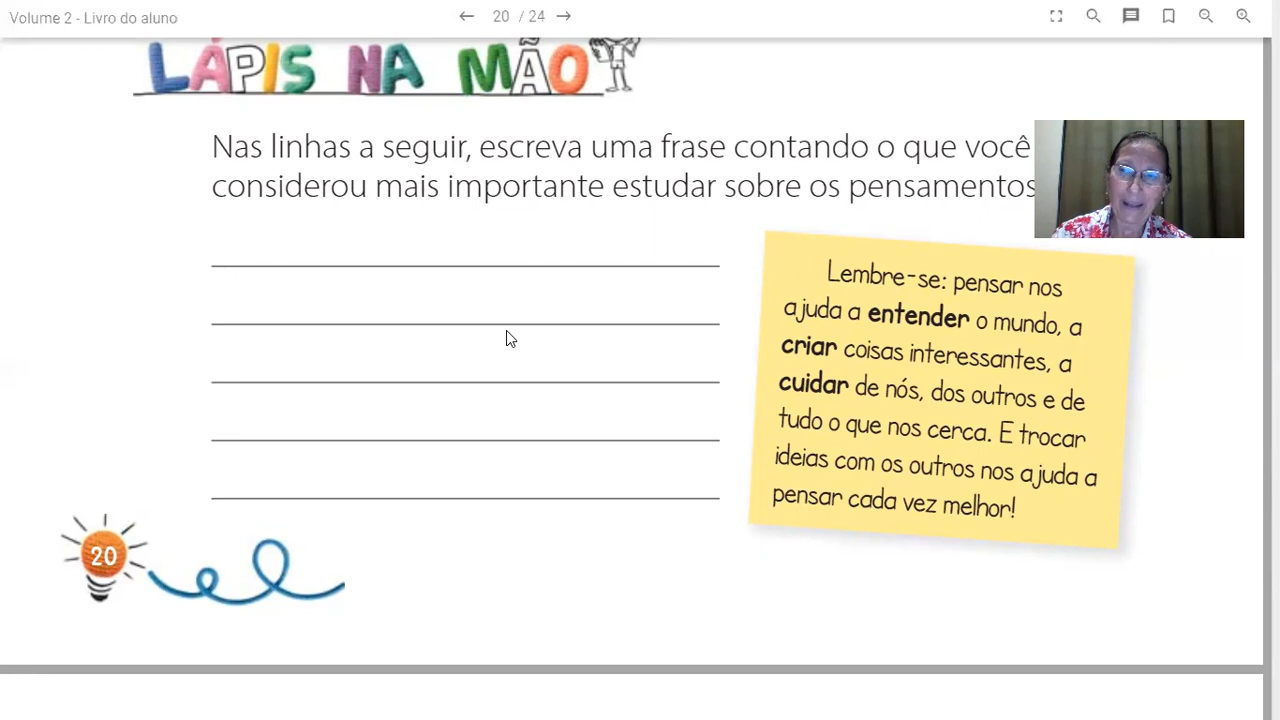 Volume 2 - Livro do aluno
20 / 24
LÁPIS NA MÃO
Nas linhas a seguir, escreva uma frase contando o que você
considerou mais importante estudar sobre os pensamentos
Lembre-se: pensar nos
ajuda a entender o mundo, a
criar coisas interessantes, a
cuidar de nós, dos outros e de
tudo o que nos cerca. E trocar
ideias com os outros nos ajuda a
pensar cada vez melhor!
20